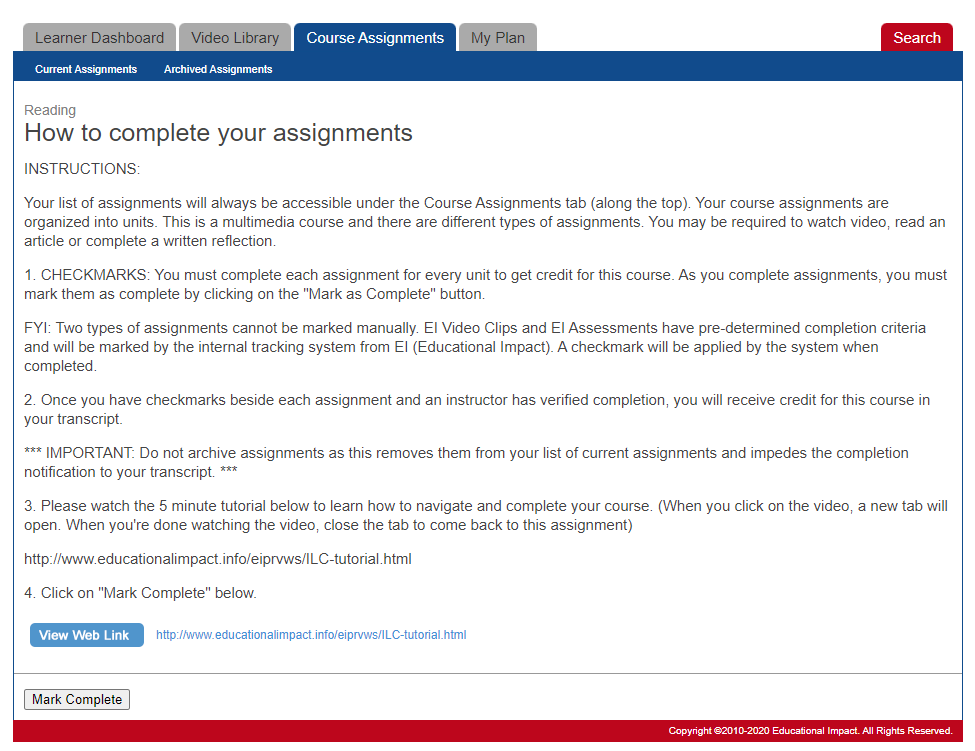 Learner Dashboard
Video Library
Course Assignments
My Plan
Search
Current Assignments
Archived Assignments
Reading
How to complete your assignments
INSTRUCTIONS:
Your list of assignments will always be accessible under the Course Assignments tab (along the top). Your course assignments are
organized into units. This is a multimedia course and there are different types of assignments. You may be required to watch video, read an
article or complete a written reflection.
1. CHECKMARKS: You must complete each assignment for every unit to get credit for this course. As you complete assignments, you must
mark them as complete by clicking on the "Mark as Complete" button.
FYI: Two types of assignments cannot be marked manually. EI Video Clips and EI Assessments have pre-determined completion criteria
and will be marked by the internal tracking system from EI (Educational Impact). A checkmark will be applied by the system when
completed.
2. Once you have checkmarks beside each assignment and an instructor has verified completion, you will receive credit for this course in
your transcript.
*** IMPORTANT: Do not archive assignments as this removes them from your list of current assignments and impedes the completion
notification to your transcript. ***
3. Please watch the 5 minute tutorial below to learn how to navigate and complete your course. (When you click on the video, a new tab will
open. When you're done watching the video, close the tab to come back to this assignment)
http://www.educationalimpact.info/eiprvws/ILC-tutorial.html
4. Click on "Mark Complete" below.
View Web Link
http://www.educationalimpact.info/eiprvws/ILC-tutorial.html
Mark Complete
Copyright ©2010-2020 Educational Impact. All Rights Reserved.